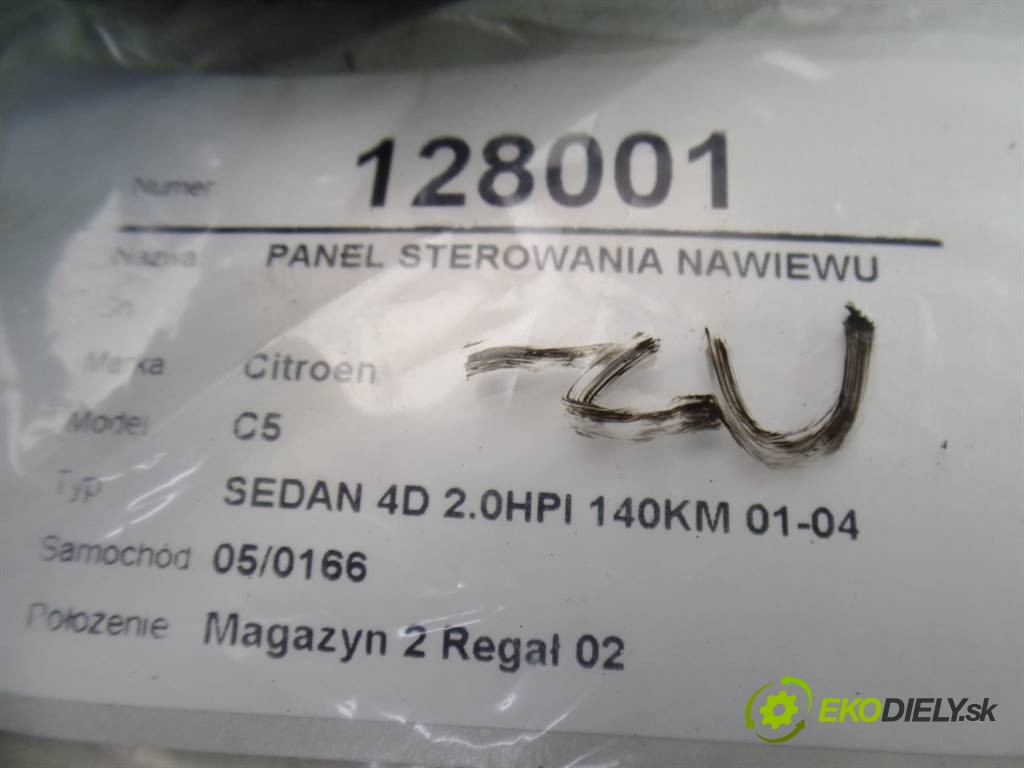 Numer 128001
Nazwa PANEL STEROWANIA NAWIEWU
Marka Citroen
Model C5
Typ SEDAN 4D 2.0HPI 140KM 01-04
Samochód 05/0166
Położenie Magazyn 2 Regał 02
EKODIELY.sk